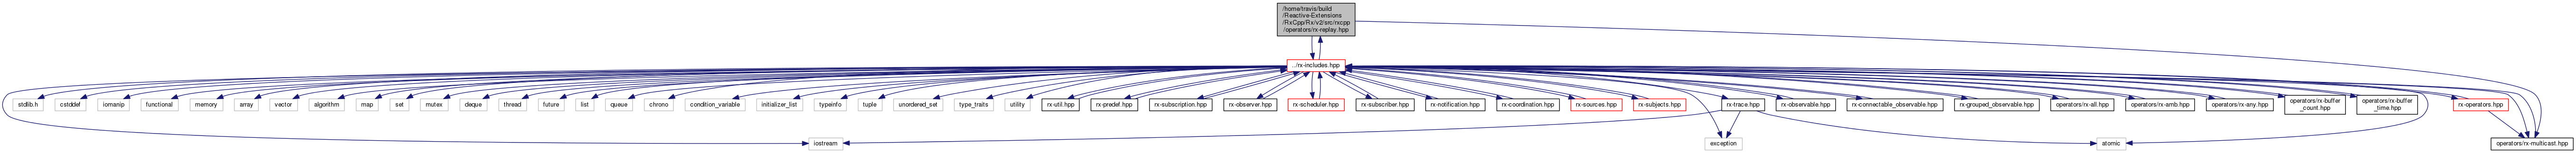 /home/travis/build
/Reactive-Extensions
/RxCpp/Rx/v2/src/rxcpp
/operators/rx-replay.hpp
../rx-includes.hpp
stdlib.h
cstddef
iomanip
functional
memory
array
vector
algorithm
map
set
mutex
deque
thread
future
list
queue
chrono
condition_variable
initializer_list
typeinfo
tuple
unordered_set
type_traits
utility
rx-util.hpp
rx-predef.hpp
rx-subscription.hpp
rx-observer.hpp
rx-scheduler.hpp
rx-subscriber.hpp
rx-notification.hpp
rx-coordination.hpp
rx-sources.hpp
rx-subjects.hpp
rx-trace.hpp
rx-observable.hpp
rx-connectable_observable.hpp
rx-grouped_observable.hpp
operators/rx-all.hpp
operators/rx-amb.hpp
operators/rx-any.hpp
operators/rx-buffer
_count.hpp
operators/rx-buffer
_time.hpp
rx-operators.hpp
iostream
exception
atomic
operators/rx-multicast.hpp